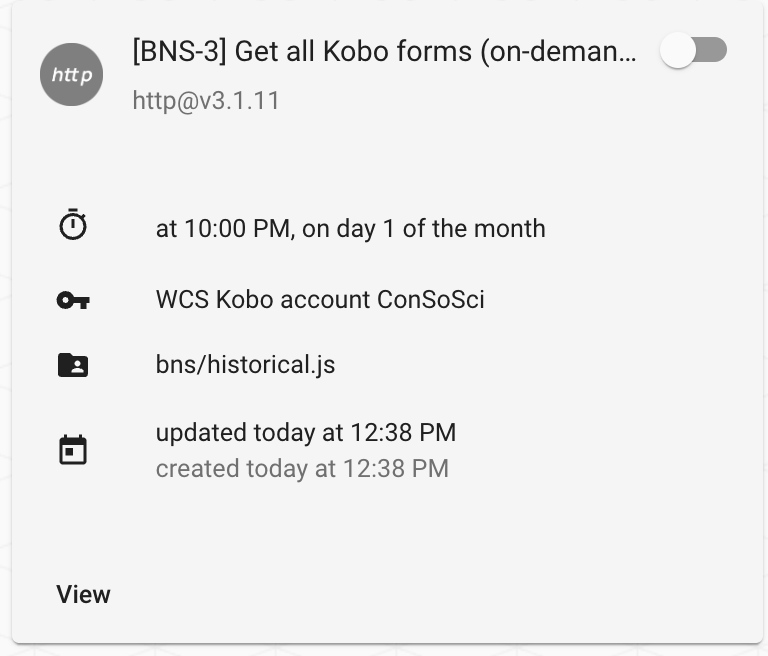 http
[BNS-3] Get all Kobo forms (on-deman...
http@v3.1.11
at 10:00 PM, on day 1 of the month
WCS Kobo account ConSoSci
bns/historical.js
updated today at 12:38 PM
created today at 12:38 PM
View